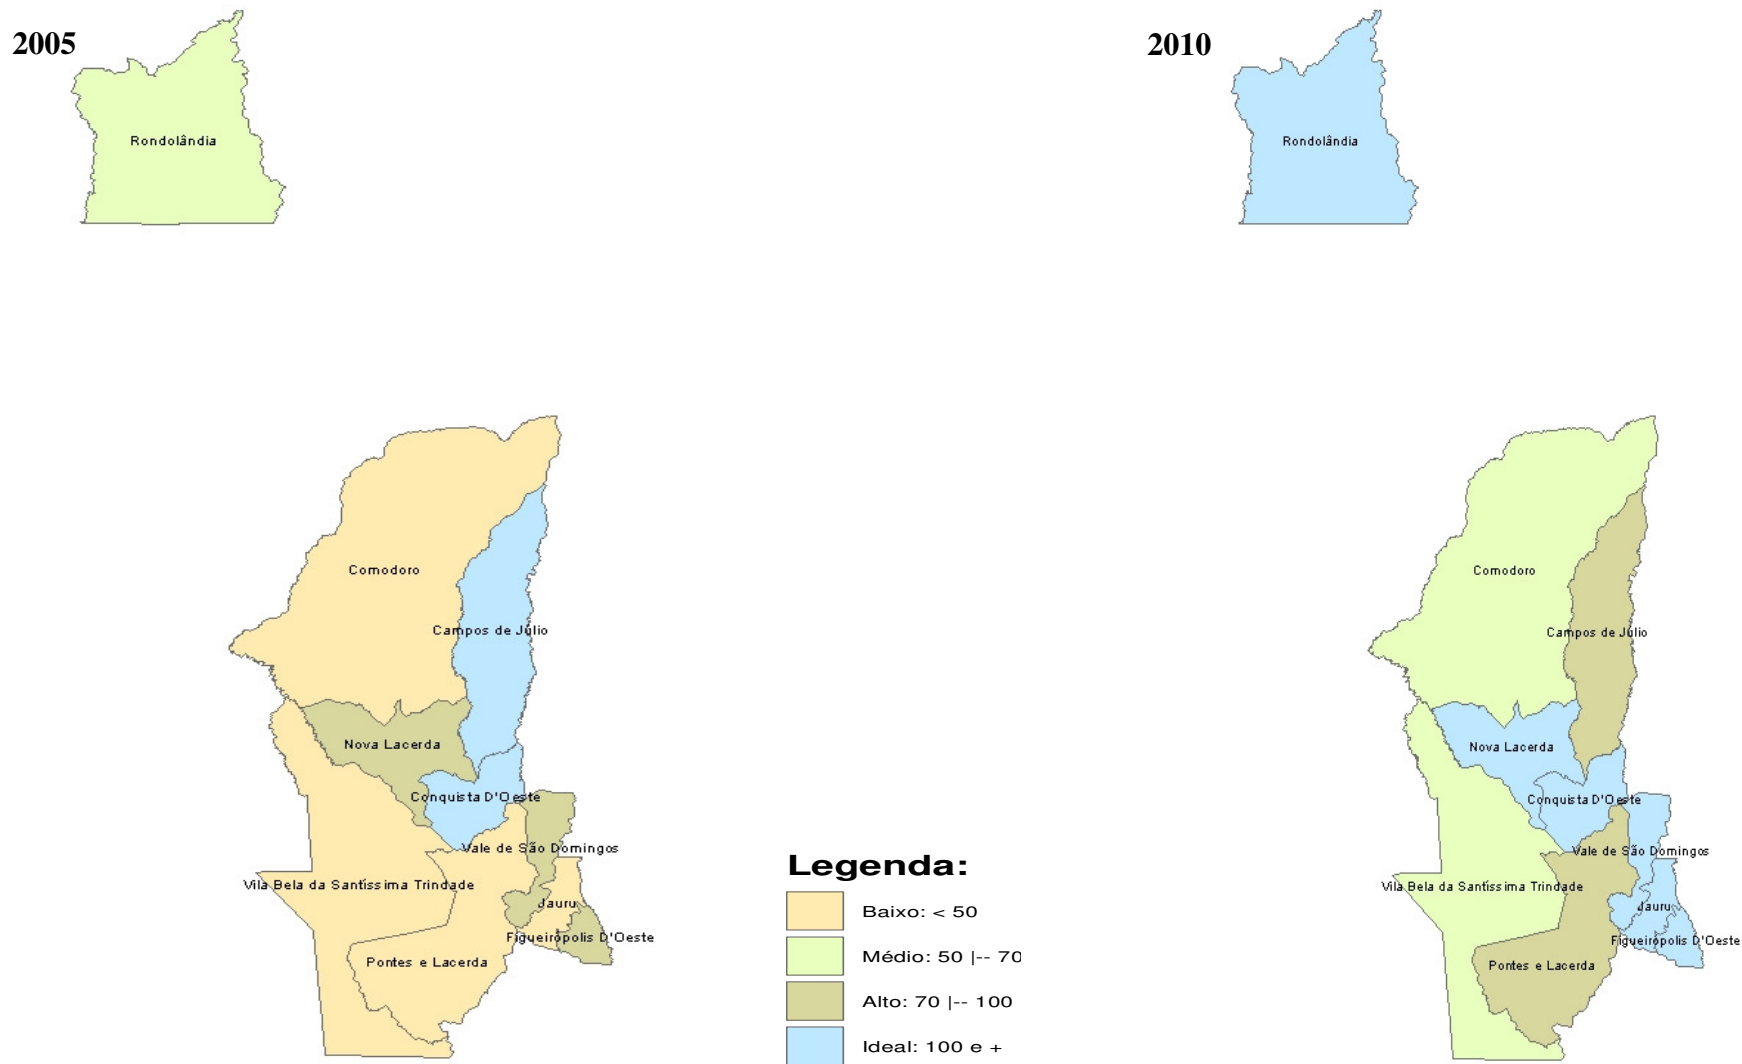 2005
2010
Rondolândia
Rondolândia
Comodoro
Campos de Júlio
Nova Lacerda
Conquista D'Oeste
Vale de São Domingos
Vila Bela da Santíssima Trindade
Jauru
Figueirópolis D'Oeste
Pontes e Lacerda
Legenda:
Baixo: < 50
Médio: 50 |-- 70
Alto: 70 |-- 100
Ideal: 100 e +
Comodoro
Campos de Júlio
Nova Lacerda
Conquista D'Oeste
Vale de São Domingos
Vila Bela da Santíssima Trindade
Jauru
Figueirópolis D'Oeste
Pontes e Lacerda